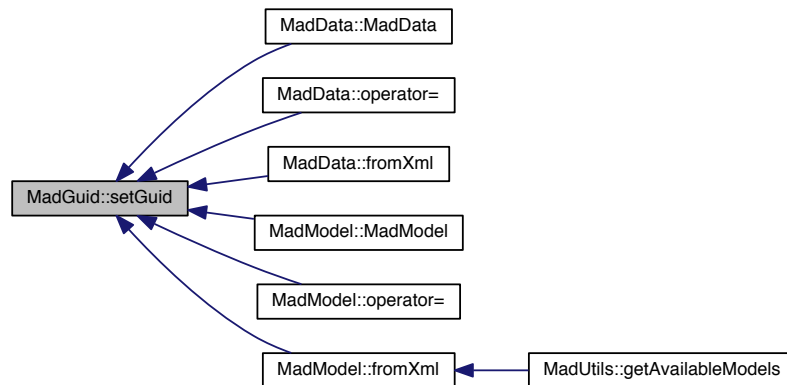 MadData::MadData
MadData::operator=
MadData::fromXml
MadGuid::setGuid
MadModel::MadModel
MadModel::operator=
MadModel::fromXml
MadUtils::getAvailableModels